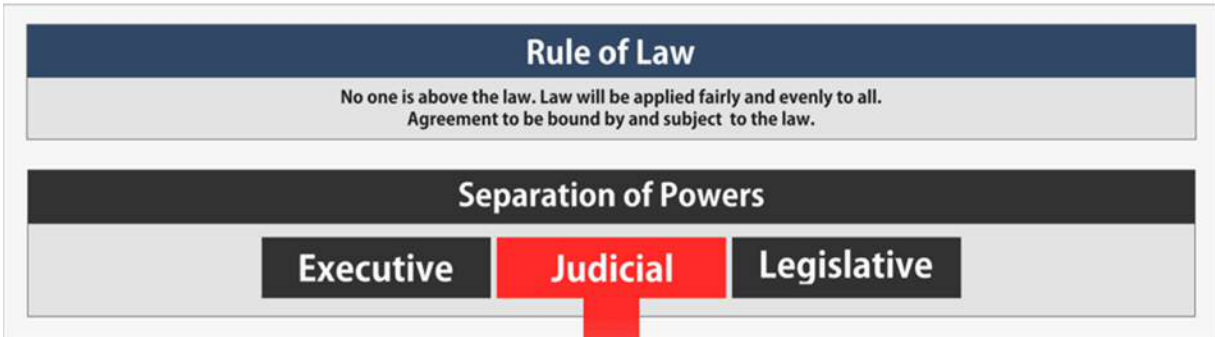 Rule of Law
No one is above the law. Law will be applied fairly and evenly to all.
Agreement to be bound by and subject to the law.
Separation of Powers
Executive
Judicial
Legislative